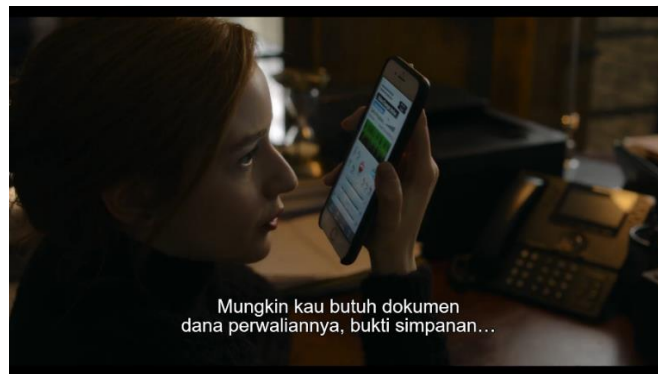 Mungkin kau butuh dokumen
dana perwaliannya, bukti simpanan…